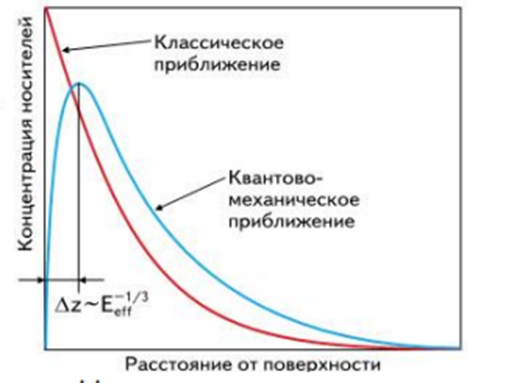 Концентрация носителей
Классическое
приближение
Квантово-
механическое
приближение
Δz~E_eff^{-1/3}
Расстояние от поверхности